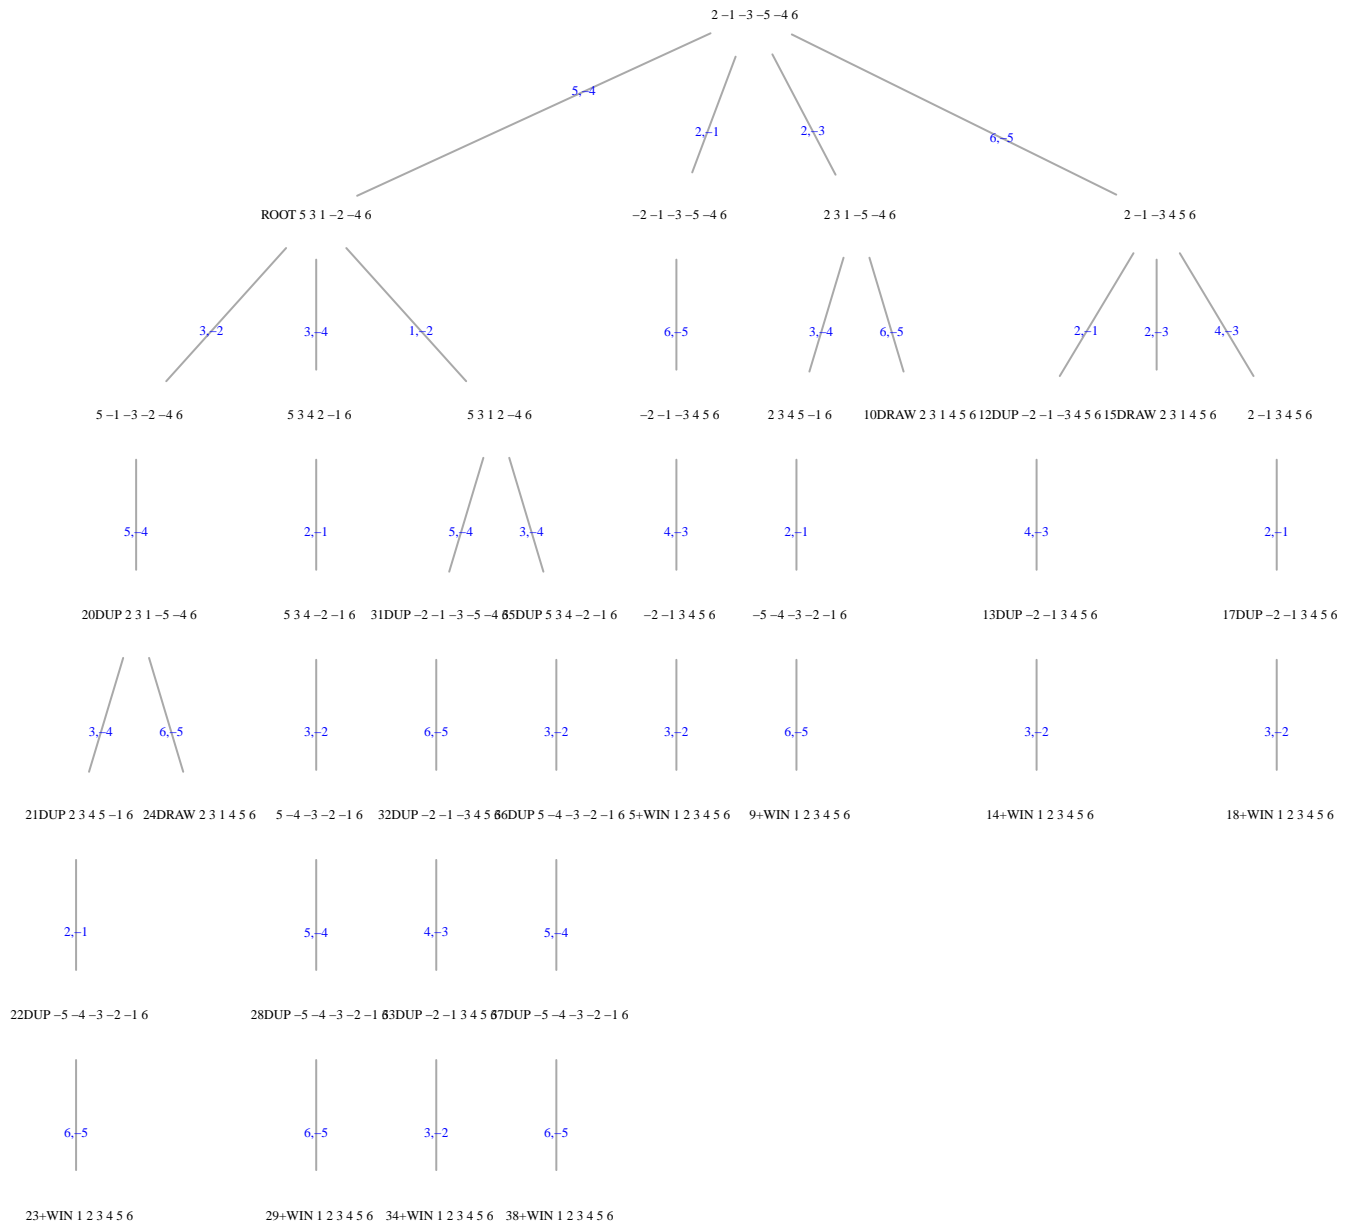 2 −1 −3 −5 −4 6
5,−4
2,−1
2,−3
6,−5
ROOT 5 3 1 −2 −4 6
−2 −1 −3 −5 −4 6
2 3 1 −5 −4 6
2 −1 −3 4 5 6
3,−2
3,−4
1,−2
6,−5
3,−4
6,−5
2,−1
2,−3
4,−3
5 −1 −3 −2 −4 6
5 3 4 2 −1 6
5 3 1 2 −4 6
−2 −1 −3 4 5 6
2 3 4 5 −1 6
10DRAW 2 3 1 4 5 6
12DUP −2 −1 −3 4 5 6
15DRAW 2 3 1 4 5 6
2 −1 3 4 5 6
5,−4
2,−1
5,−4
3,−4
4,−3
2,−1
4,−3
2,−1
20DUP 2 3 1 −5 −4 6
5 3 4 −2 −1 6
31DUP −2 −1 −3 −5 −4 6
35DUP 5 3 4 −2 −1 6
−2 −1 3 4 5 6
−5 −4 −3 −2 −1 6
13DUP −2 −1 3 4 5 6
17DUP −2 −1 3 4 5 6
3,−4
6,−5
3,−2
6,−5
3,−2
3,−2
6,−5
3,−2
3,−2
21DUP 2 3 4 5 −1 6
24DRAW 2 3 1 4 5 6
5 −4 −3 −2 −1 6
32DUP −2 −1 −3 4 5 6
36DUP 5 −4 −3 −2 −1 6
5+WIN 1 2 3 4 5 6
9+WIN 1 2 3 4 5 6
14+WIN 1 2 3 4 5 6
18+WIN 1 2 3 4 5 6
2,−1
5,−4
4,−3
5,−4
22DUP −5 −4 −3 −2 −1 6
28DUP −5 −4 −3 −2 −1 6
33DUP −2 −1 3 4 5 6
37DUP −5 −4 −3 −2 −1 6
6,−5
6,−5
3,−2
6,−5
23+WIN 1 2 3 4 5 6
29+WIN 1 2 3 4 5 6
34+WIN 1 2 3 4 5 6
38+WIN 1 2 3 4 5 6